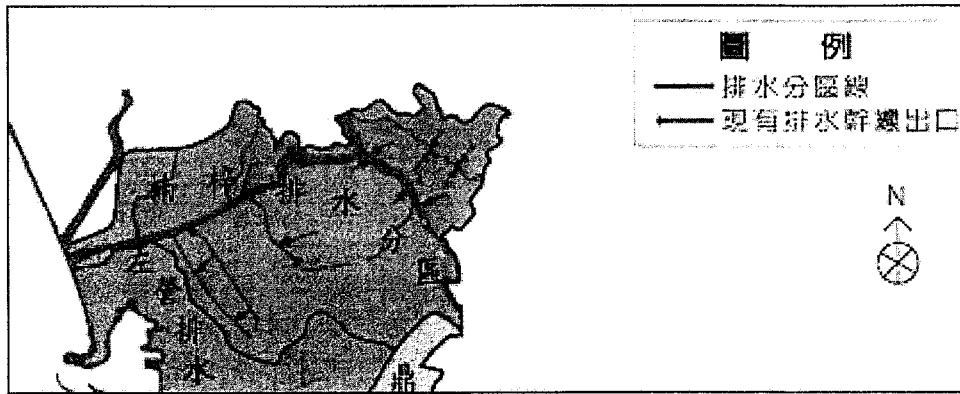 圖 例
排水分區線
現有排水幹線出口
N
楠梓排水分區
左營排水
鼎